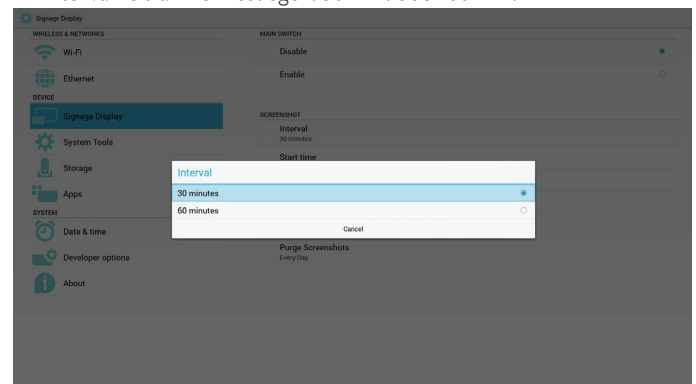 Signage Display
WIRELESS & NETWORKS
Wi-Fi
Ethernet
DEVICE
Signage Display
System Tools
Storage
Apps
SYSTEM
Date & time
Developer options
About
MAIN SWITCH
Disable
Enable
SCREENSHOT
Interval
30 minutes
Start time
Interval
30 minutes
60 minutes
Cancel
Purge Screenshots
Every Day